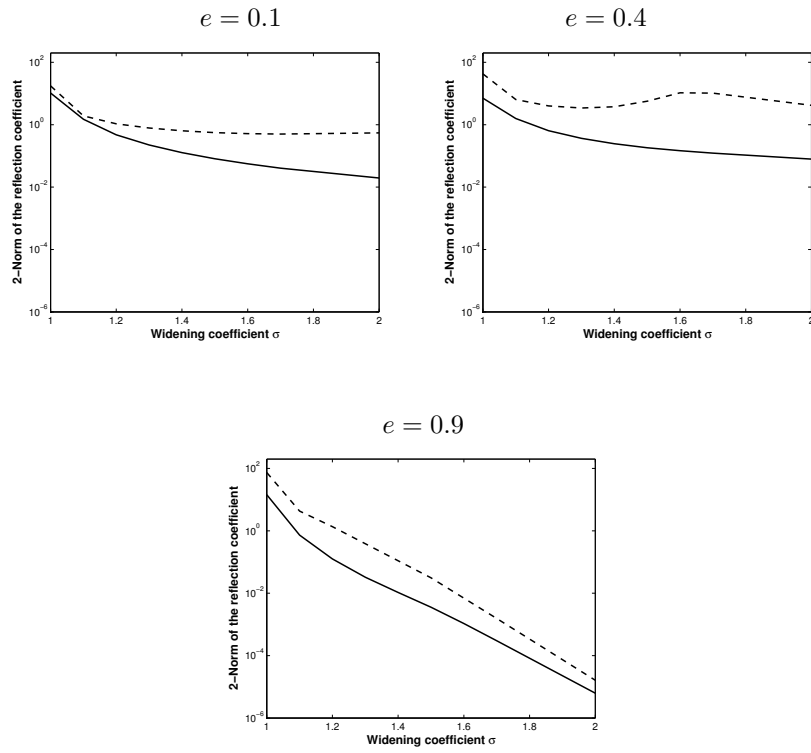 e = 0.1
2−Norm of the reflection coefficient
10^2
10^0
10^−2
10^−4
10^−6
1 1.2 1.4 1.6 1.8 2
Widening coefficient σ
e = 0.4
2−Norm of the reflection coefficient
10^2
10^0
10^−2
10^−4
10^−6
1 1.2 1.4 1.6 1.8 2
Widening coefficient σ
e = 0.9
2−Norm of the reflection coefficient
10^2
10^0
10^−2
10^−4
10^−6
1 1.2 1.4 1.6 1.8 2
Widening coefficient σ